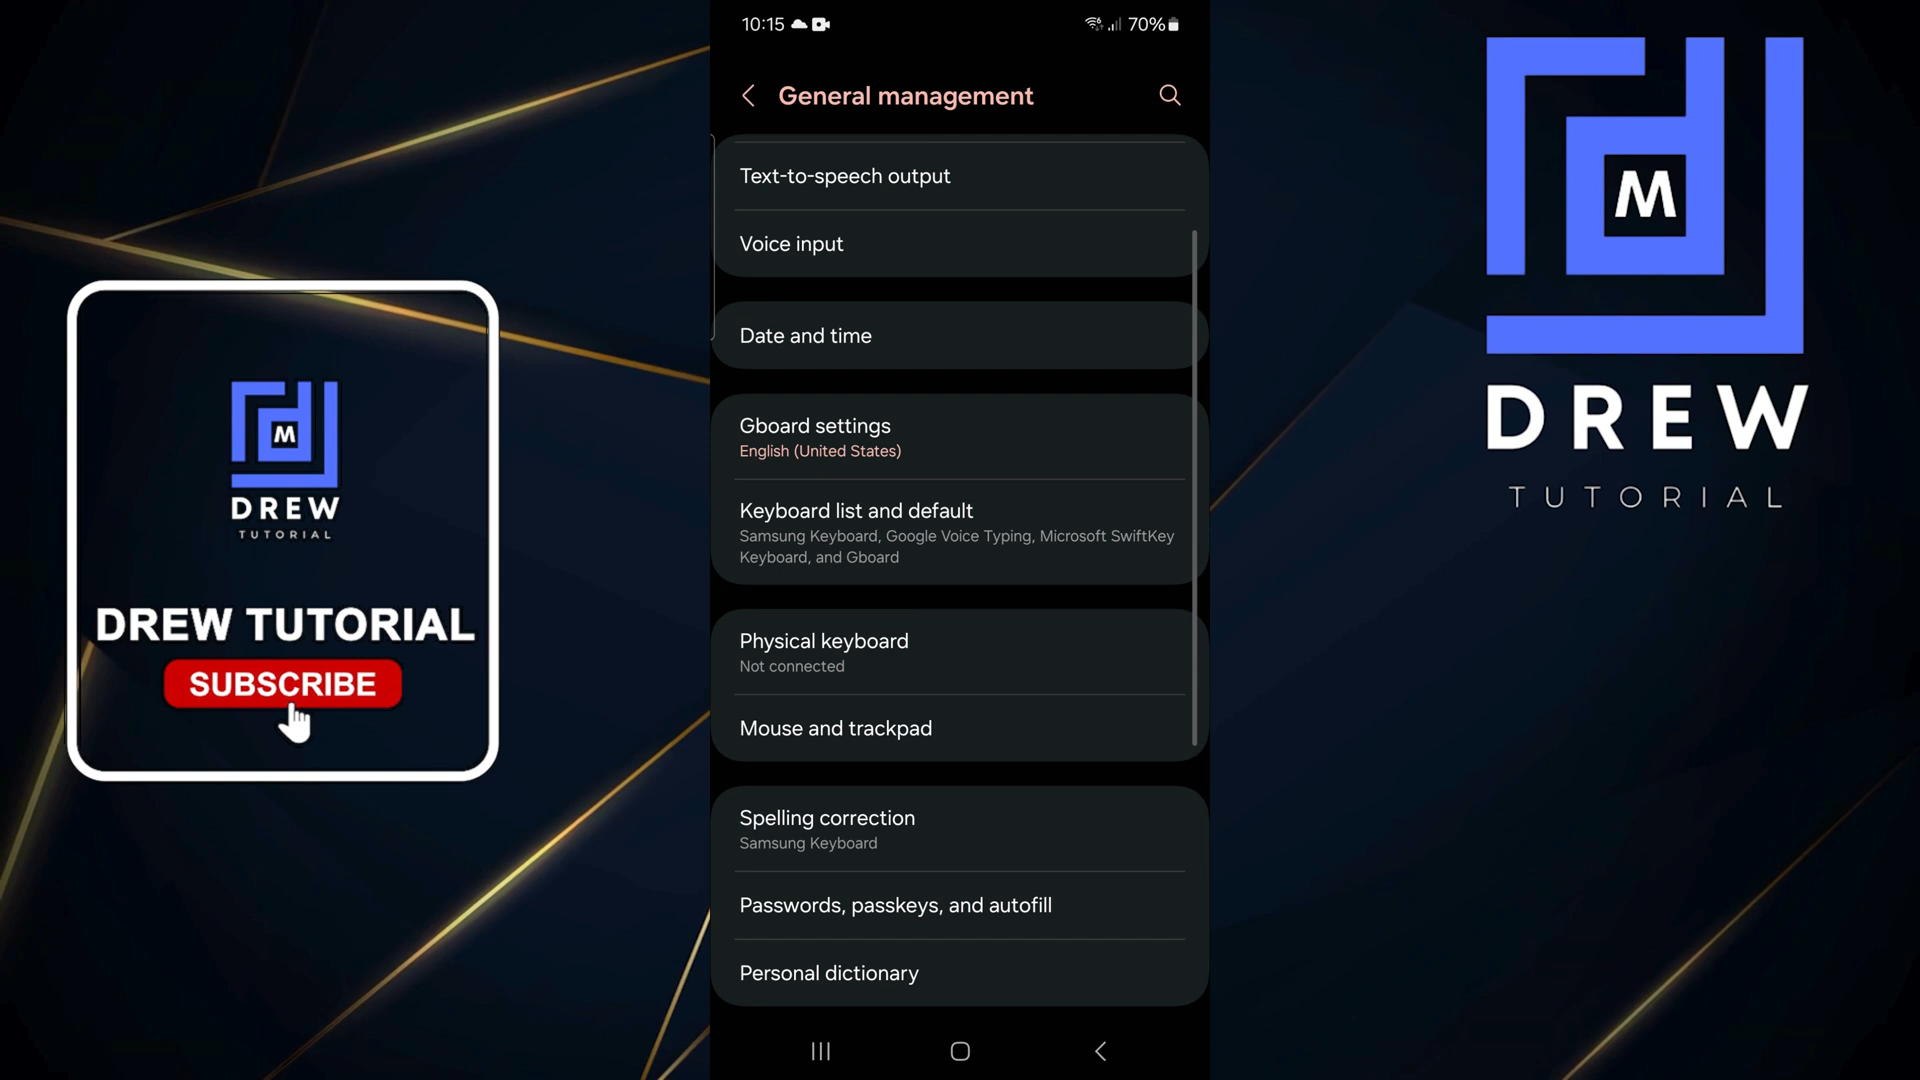 10:15
70%
General management
Text-to-speech output
Voice input
Date and time
Gboard settings
English (United States)
Keyboard list and default
Samsung Keyboard, Google Voice Typing, Microsoft SwiftKey
Keyboard, and Gboard
Physical keyboard
Not connected
Mouse and trackpad
Spelling correction
Samsung Keyboard
Passwords, passkeys, and autofill
Personal dictionary
M
DREW
TUTORIAL
DREW TUTORIAL
SUBSCRIBE
M
DREW
TUTORIAL